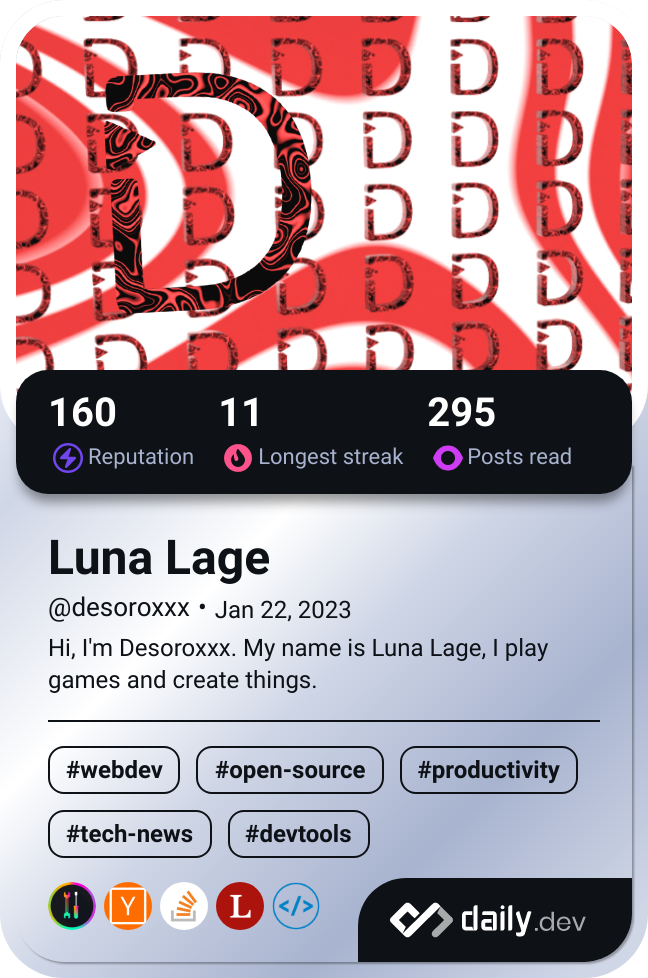 D
160 11 295
Reputation Longest streak Posts read
Luna Lage
@desoroxxx • Jan 22, 2023
Hi, I'm Desoroxxx. My name is Luna Lage, I play
games and create things.
#webdev #open-source #productivity
#tech-news #devtools
Y L </>
daily.dev